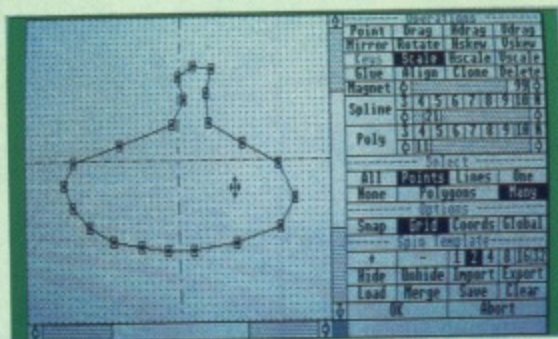 Operations
Point Drag Hdrag Vdrag
Mirror Rotate Hskew Vskew
Scale Hscale Vscale
Glue Align Clone Delete
Magnet 99
3 4 5 6 7 8 9 10 N
Spline 21
3 4 5 6 7 8 9 10 N
Poly 11
Select
All Points Lines One
None Polygons Many
Options
Snap Grid Coords Global
Spin Template
+ - 1 2 4 8 16 32
Hide Unhide Import Export
Load Merge Save Clear
OK Abort